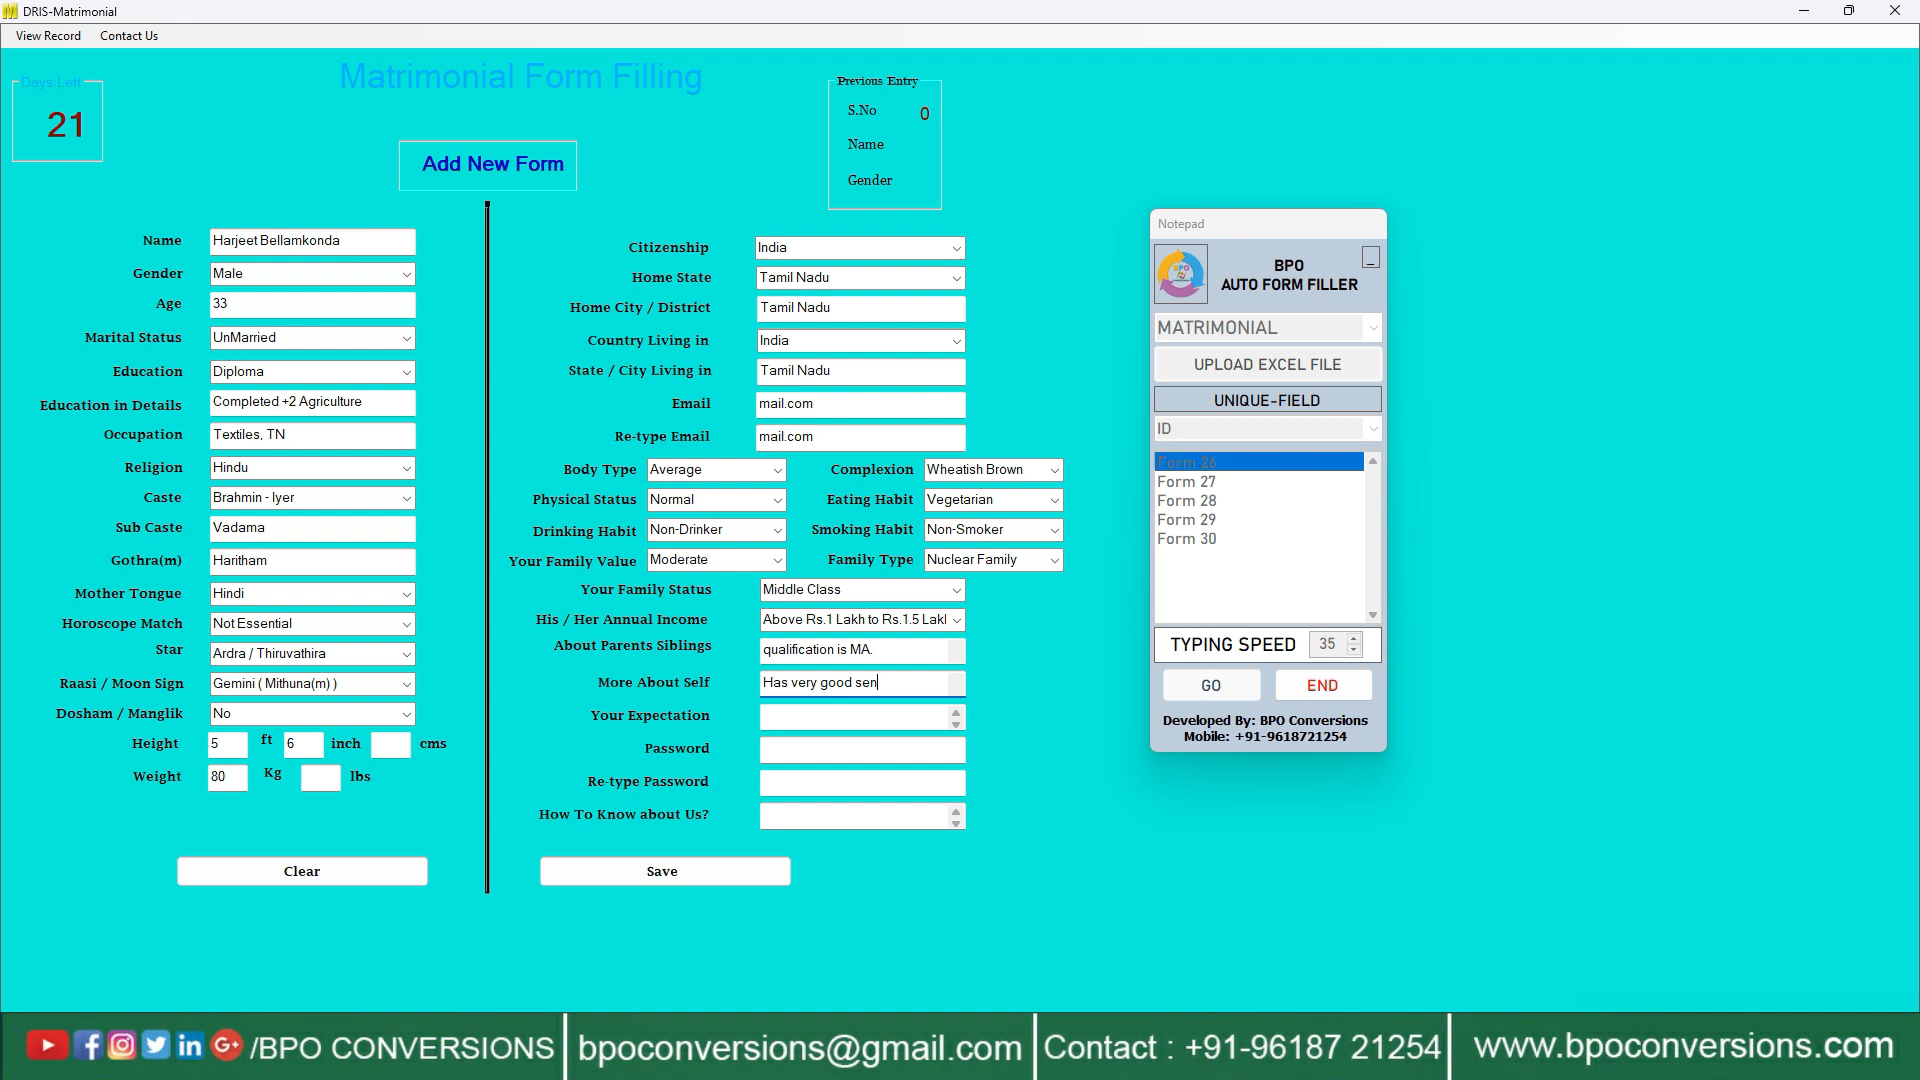 DRIS-Matrimonial
View Record Contact Us
Days Left
21
Matrimonial Form Filling
Add New Form
Previous Entry
S.No 0
Name
Gender
Name Harjeet Bellamkonda
Gender Male
Age 33
Marital Status UnMarried
Education Diploma
Education in Details Completed +2 Agriculture
Occupation Textiles, TN
Religion Hindu
Caste Brahmin - Iyer
Sub Caste Vadama
Gothra(m) Haritham
Mother Tongue Hindi
Horoscope Match Not Essential
Star Ardra / Thiruvathira
Raasi / Moon Sign Gemini ( Mithuna(m) )
Dosham / Manglik No
Height 5 ft 6 inch cms
Weight 80 Kg lbs
Clear
Citizenship India
Home State Tamil Nadu
Home City / District Tamil Nadu
Country Living in India
State / City Living in Tamil Nadu
Email mail.com
Re-type Email mail.com
Body Type Average Complexion Wheatish Brown
Physical Status Normal Eating Habit Vegetarian
Drinking Habit Non-Drinker Smoking Habit Non-Smoker
Your Family Value Moderate Family Type Nuclear Family
Your Family Status Middle Class
His / Her Annual Income Above Rs.1 Lakh to Rs.1.5 Lakl
About Parents Siblings qualification is MA.
More About Self Has very good sen
Your Expectation
Password
Re-type Password
How To Know about Us?
Save
Notepad
BPO
AUTO FORM FILLER
MATRIMONIAL
UPLOAD EXCEL FILE
UNIQUE-FIELD
ID
Form 26
Form 27
Form 28
Form 29
Form 30
TYPING SPEED 35
GO END
Developed By: BPO Conversions
Mobile: +91-9618721254
/BPO CONVERSIONS bpoconversions@gmail.com Contact : +91-96187 21254 www.bpoconversions.com